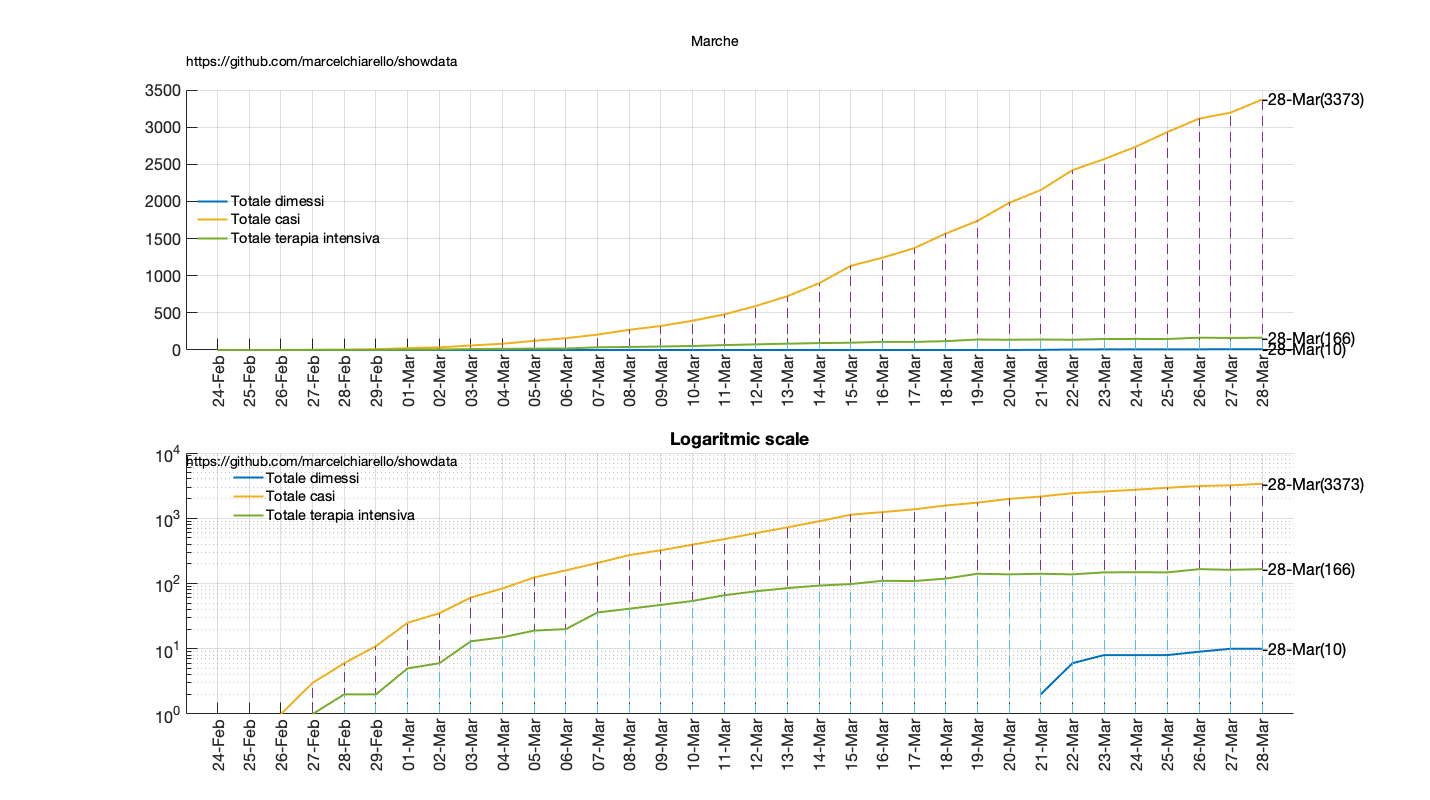 Marche
https://github.com/marcelchiarello/showdata
3500
3000
2500
2000
1500
1000
500
0
Totale dimessi
Totale casi
Totale terapia intensiva
-28-Mar(3373)
-28-Mar(166)
-28-Mar(10)
24-Feb
25-Feb
26-Feb
27-Feb
28-Feb
29-Feb
01-Mar
02-Mar
03-Mar
04-Mar
05-Mar
06-Mar
07-Mar
08-Mar
09-Mar
10-Mar
11-Mar
12-Mar
13-Mar
14-Mar
15-Mar
16-Mar
17-Mar
18-Mar
19-Mar
20-Mar
21-Mar
22-Mar
23-Mar
24-Mar
25-Mar
26-Mar
27-Mar
28-Mar
Logaritmic scale
https://github.com/marcelchiarello/showdata
10^4
10^3
10^2
10^1
10^0
Totale dimessi
Totale casi
Totale terapia intensiva
-28-Mar(3373)
-28-Mar(166)
-28-Mar(10)
24-Feb
25-Feb
26-Feb
27-Feb
28-Feb
29-Feb
01-Mar
02-Mar
03-Mar
04-Mar
05-Mar
06-Mar
07-Mar
08-Mar
09-Mar
10-Mar
11-Mar
12-Mar
13-Mar
14-Mar
15-Mar
16-Mar
17-Mar
18-Mar
19-Mar
20-Mar
21-Mar
22-Mar
23-Mar
24-Mar
25-Mar
26-Mar
27-Mar
28-Mar